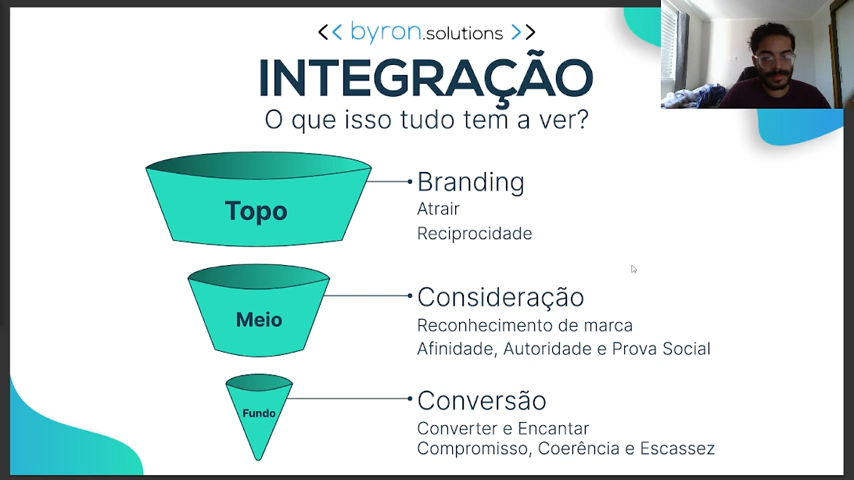 << byron.solutions >>
INTEGRAÇÃO
O que isso tudo tem a ver?
Topo
Branding
Atrair
Reciprocidade
Meio
Consideração
Reconhecimento de marca
Afinidade, Autoridade e Prova Social
Fundo
Conversão
Converter e Encantar
Compromisso, Coerência e Escassez